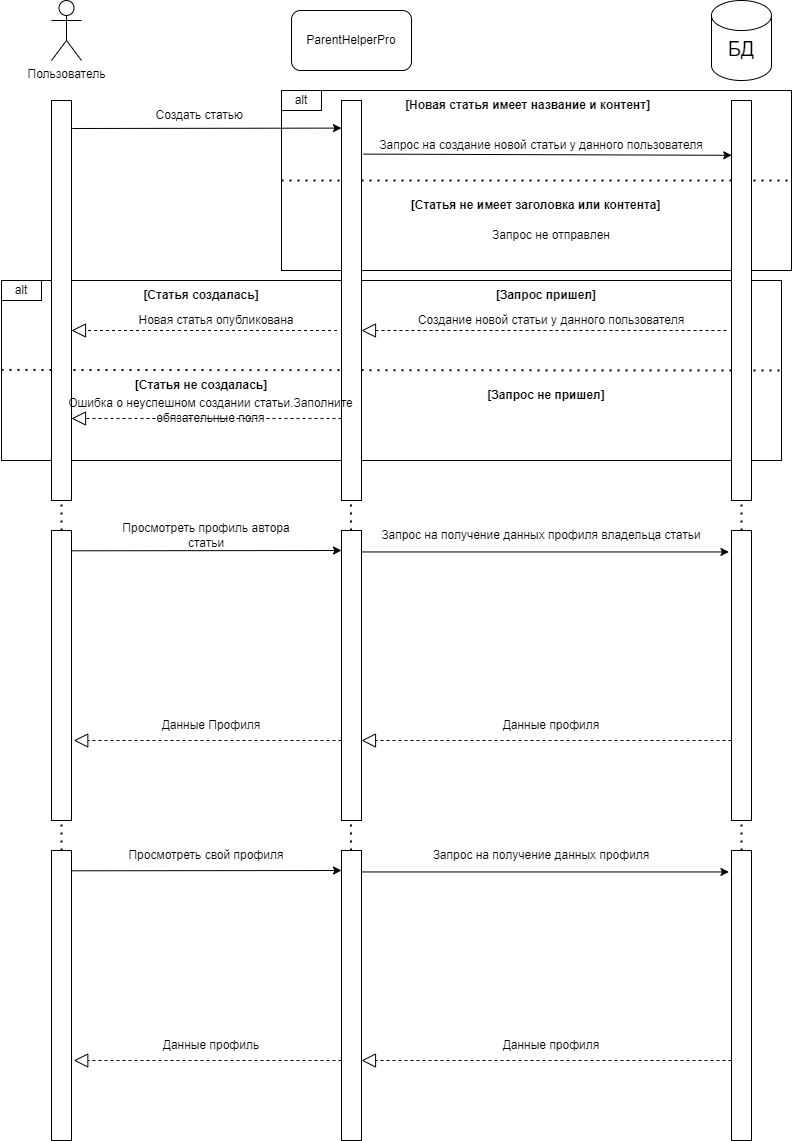 Пользователь
ParentHelperPro
БД
alt
[Новая статья имеет название и контент]
Создать статью
Запрос на создание новой статьи у данного пользователя
[Статья не имеет заголовка или контента]
Запрос не отправлен
alt
[Статья создалась]
[Запрос пришел]
Новая статья опубликована
Создание новой статьи у данного пользователя
[Статья не создалась]
[Запрос не пришел]
Ошибка о неуспешном создании статьи.Заполните
обязательные поля
Просмотреть профиль автора
статьи
Запрос на получение данных профиля владельца статьи
Данные Профиля
Данные профиля
Просмотреть свой профиля
Запрос на получение данных профиля
Данные профиль
Данные профиля